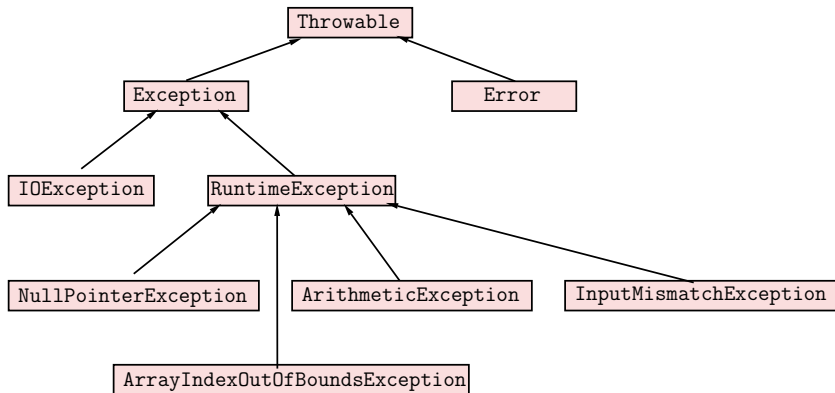 Throwable
Exception
Error
IOException
RuntimeException
NullPointerException
ArithmeticException
InputMismatchException
ArrayIndexOutOfBoundsException